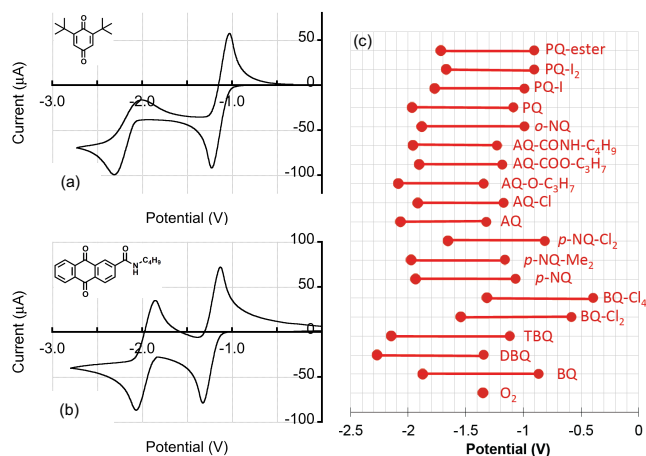 (a)
Current (µA)
50
0
-50
-100
-3.0
-2.0
-1.0
O
O
Potential (V)
(b)
Current (µA)
100
50
0
-50
-100
-3.0
-2.0
-1.0
O
O
O
N
H
C₄H₉
Potential (V)
(c)
PQ-ester
PQ-I₂
PQ-I
PQ
o-NQ
AQ-CONH-C₄H₉
AQ-COO-C₃H₇
AQ-O-C₃H₇
AQ-Cl
AQ
p-NQ-Cl₂
p-NQ-Me₂
p-NQ
BQ-Cl₄
BQ-Cl₂
TBQ
DBQ
BQ
O₂
-2.5
-2
-1.5
-1
-0.5
0
Potential (V)